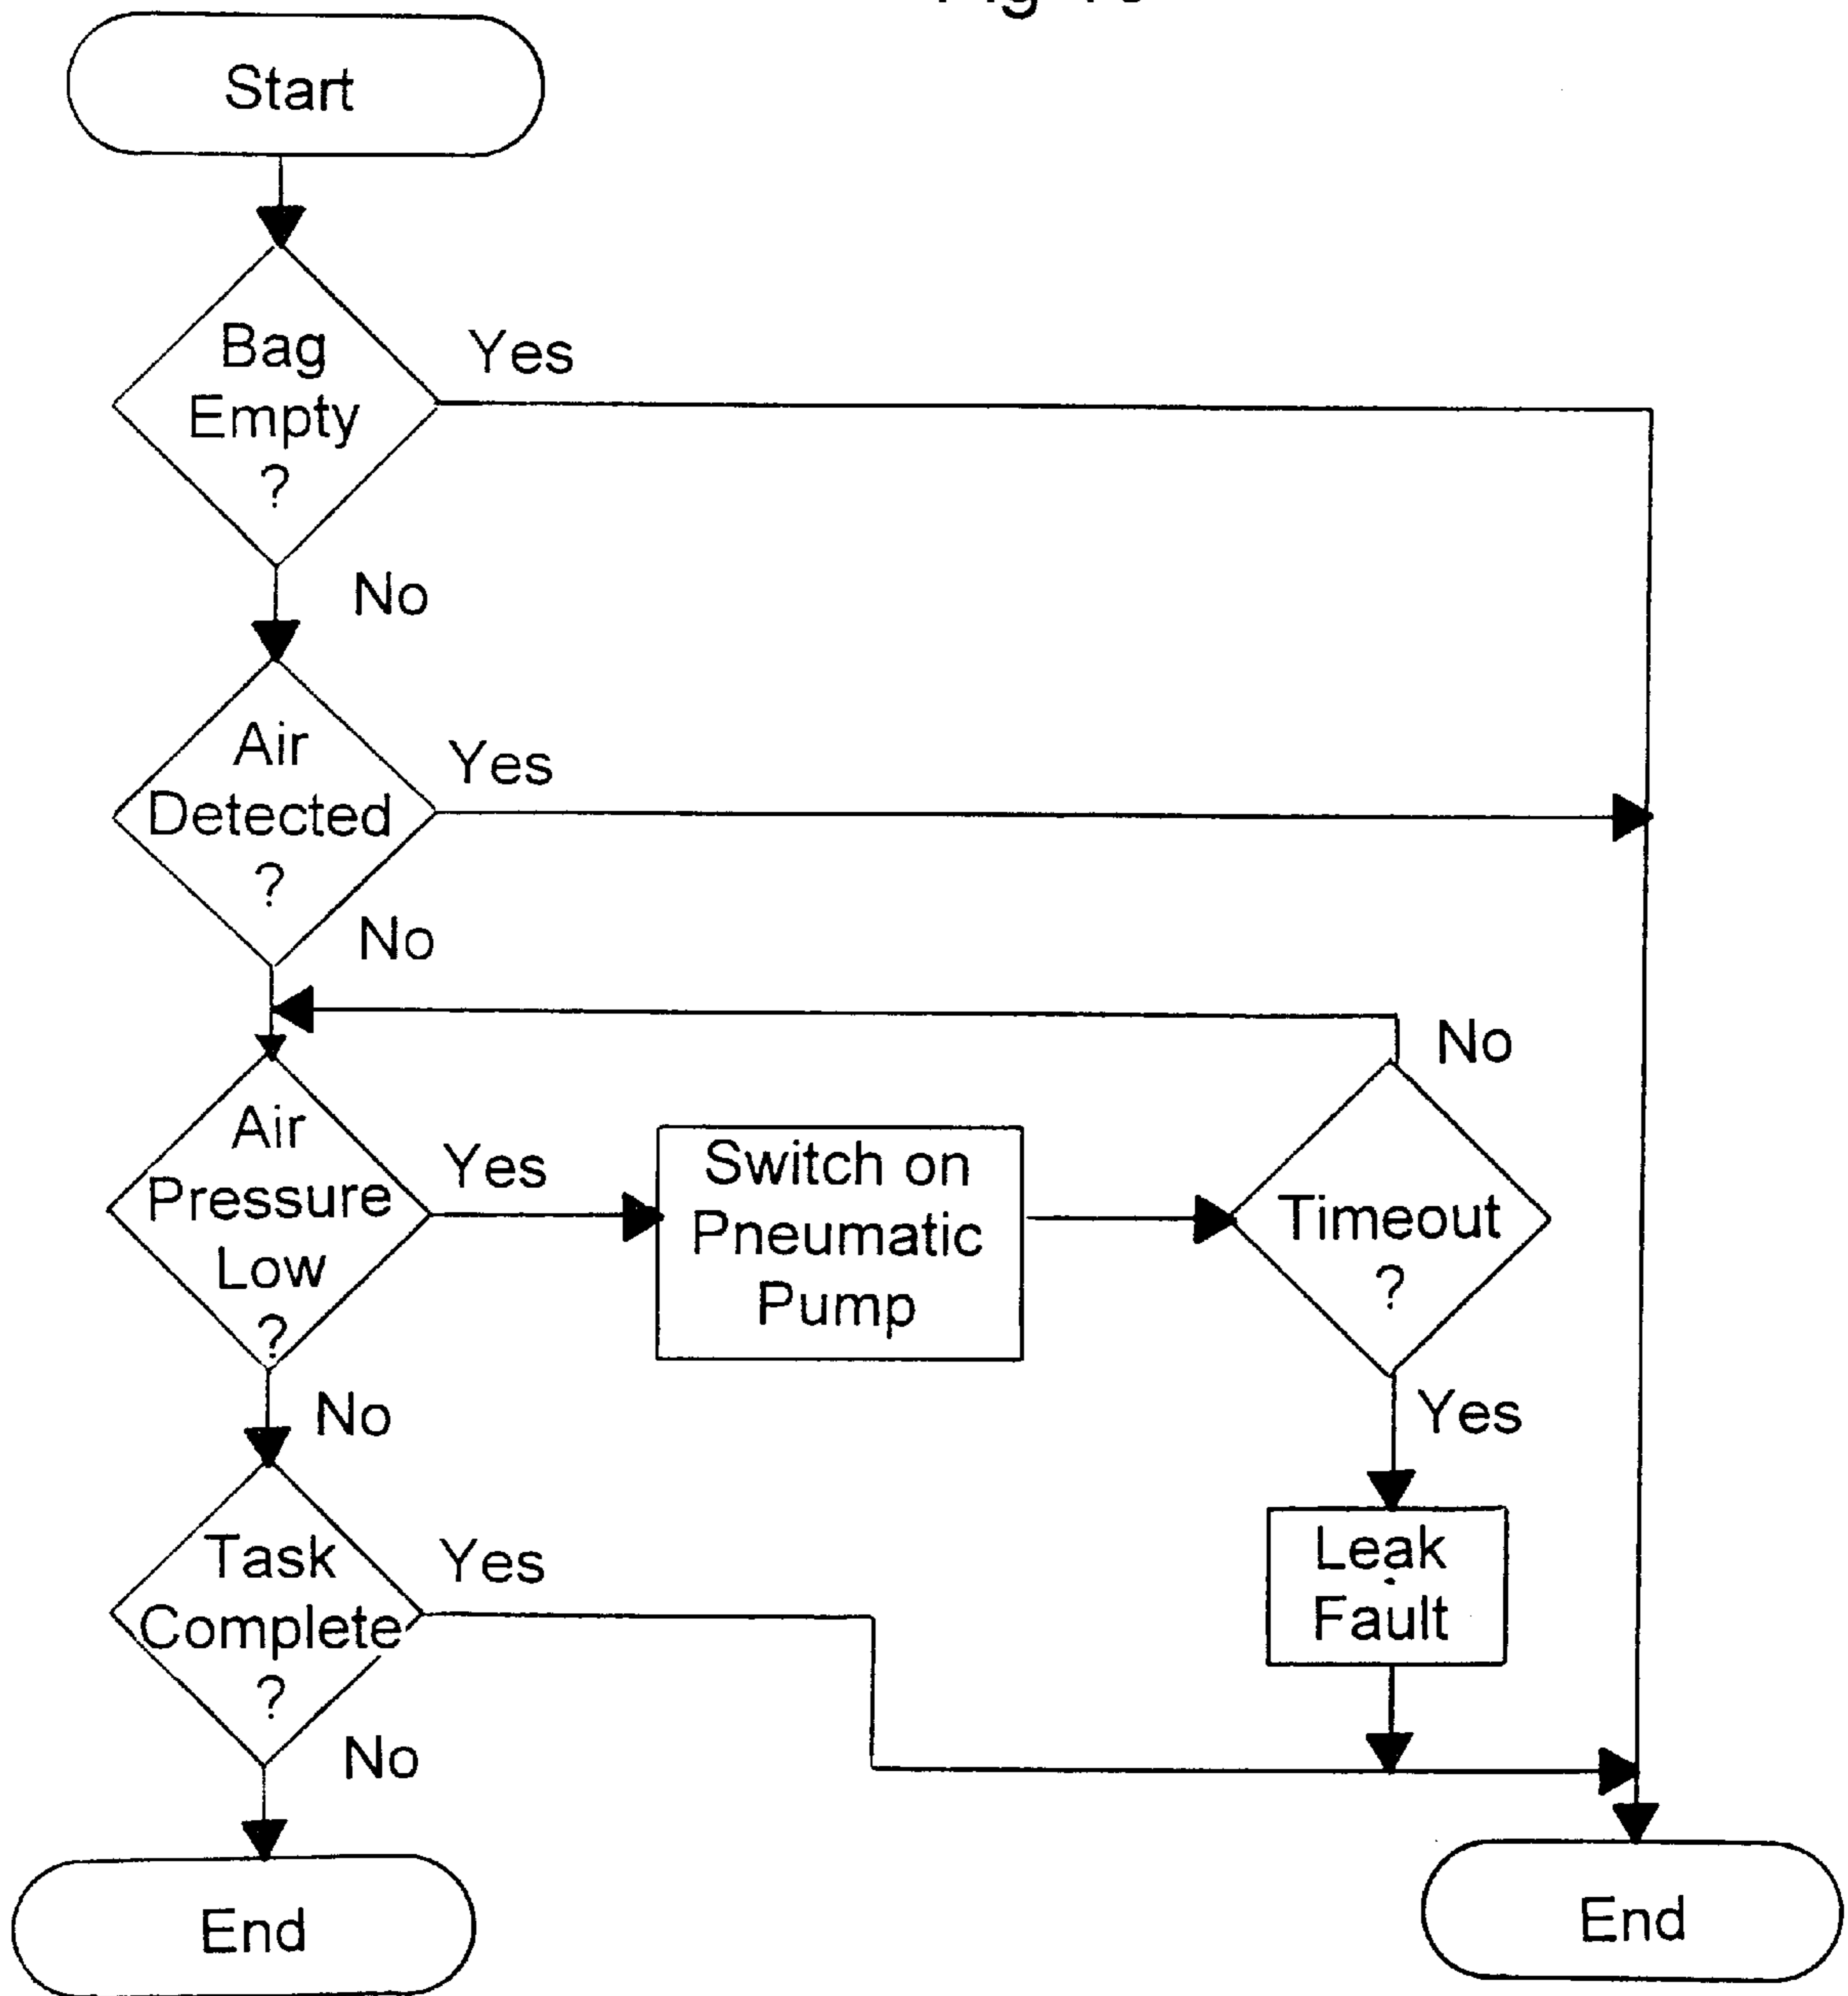 Start
Bag
Empty
?
Yes
No
Air
Detected
?
Yes
No
Air
Pressure
Low
?
Yes
Switch on
Pneumatic
Pump
No
Timeout
?
Yes
Leak
Fault
No
Task
Complete
?
Yes
No
End
End